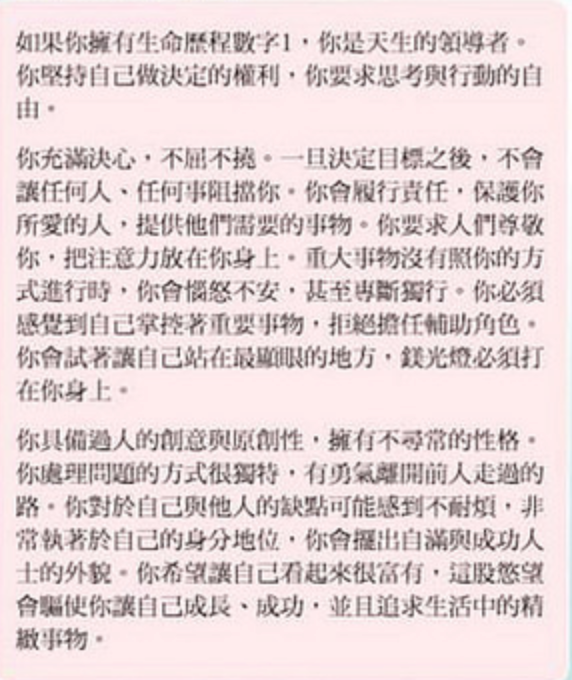 如果你擁有生命歷程數字1，你是天生的領導者。
你堅持自己做決定的權利，你要求思考與行動的自
由。
你充滿決心，不屈不撓。一旦決定目標之後，不會
讓任何人、任何事阻擋你。你會履行責任，保護你
所愛的人，提供他們需要的事物。你要求人們尊敬
你，把注意力放在你身上。重大事物沒有照你的方
式進行時，你會惱怒不安，甚至專斷獨行。你必須
感覺到自己掌控著重要事物，拒絕擔任輔助角色。
你會試著讓自己站在最顯眼的地方，鎂光燈必須打
在你身上。
你具備過人的創意與原創性，擁有不尋常的性格。
你處理問題的方式很獨特，有勇氣離開前人走過的
路。你對於自己與他人的缺點可能感到不耐煩，非
常執著於自己的身分地位，你會擺出自滿與成功人
士的外貌。你希望讓自己看起來很富有，這股慾望
會驅使你讓自己成長、成功，並且追求生活中的精
緻事物。